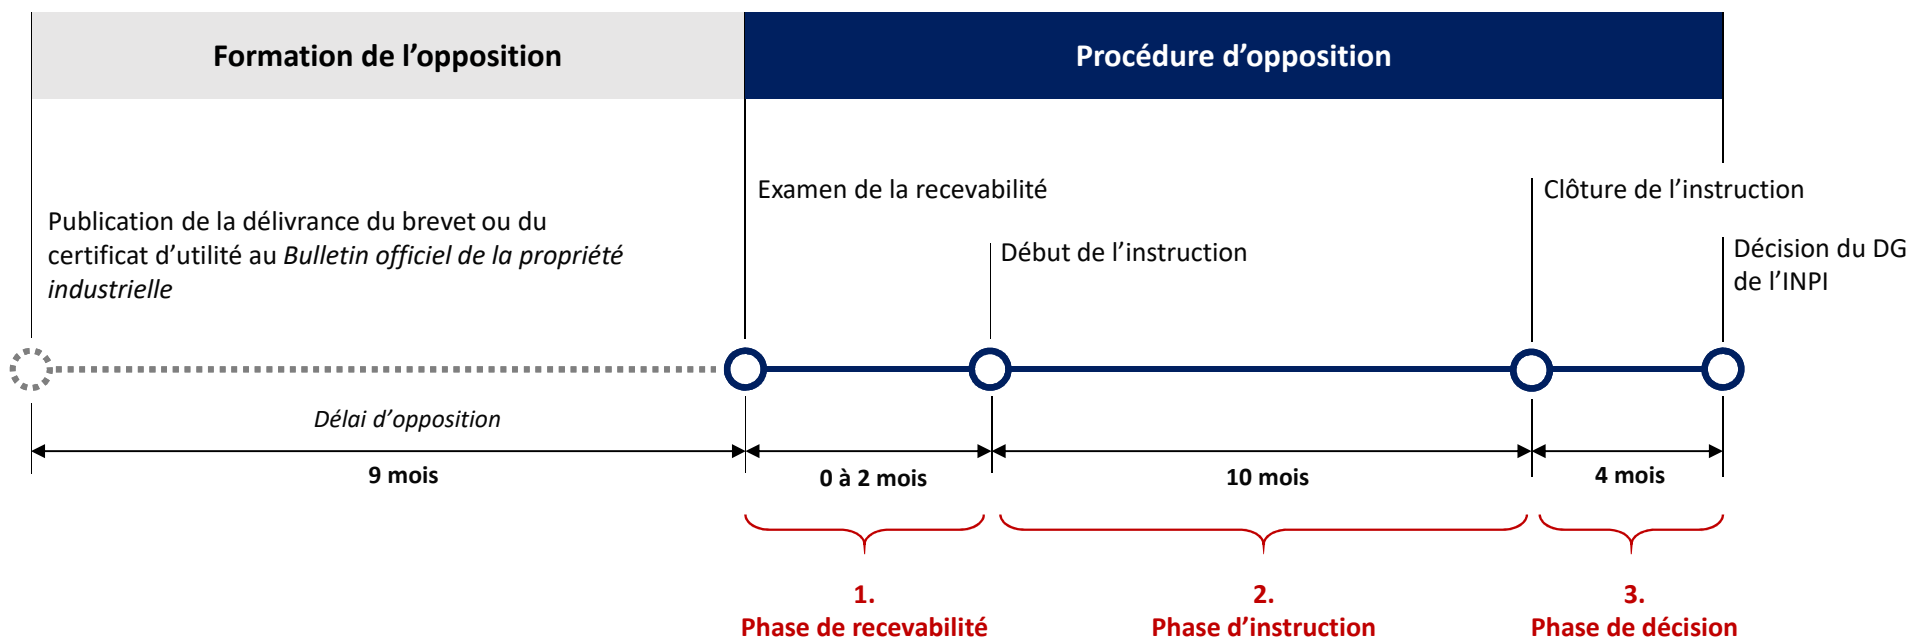 Formation de l’opposition
Procédure d’opposition
Publication de la délivrance du brevet ou du
certificat d’utilité au Bulletin officiel de la propriété
industrielle
Examen de la recevabilité
Début de l’instruction
Clôture de l’instruction
Décision du DG
de l’INPI
Délai d’opposition
9 mois
0 à 2 mois
10 mois
4 mois
1.
Phase de recevabilité
2.
Phase d’instruction
3.
Phase de décision